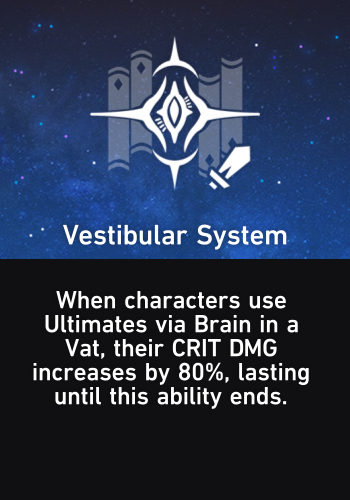 Vestibular System
When characters use
Ultimates via Brain in a
Vat, their CRIT DMG
increases by 80%, lasting
until this ability ends.